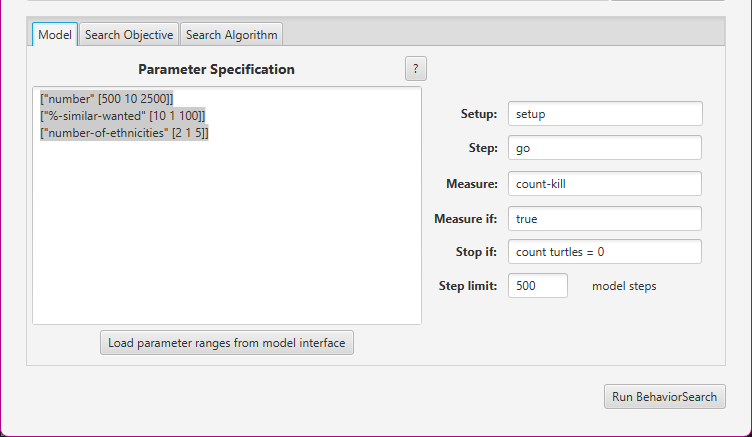 Model Search Objective Search Algorithm
Parameter Specification ?
["number" [500 10 2500]]
["%-similar-wanted" [10 1 100]]
["number-of-ethnicities" [2 1 5]]
Setup: setup
Step: go
Measure: count-kill
Measure if: true
Stop if: count turtles = 0
Step limit: 500 model steps
Load parameter ranges from model interface
Run BehaviorSearch